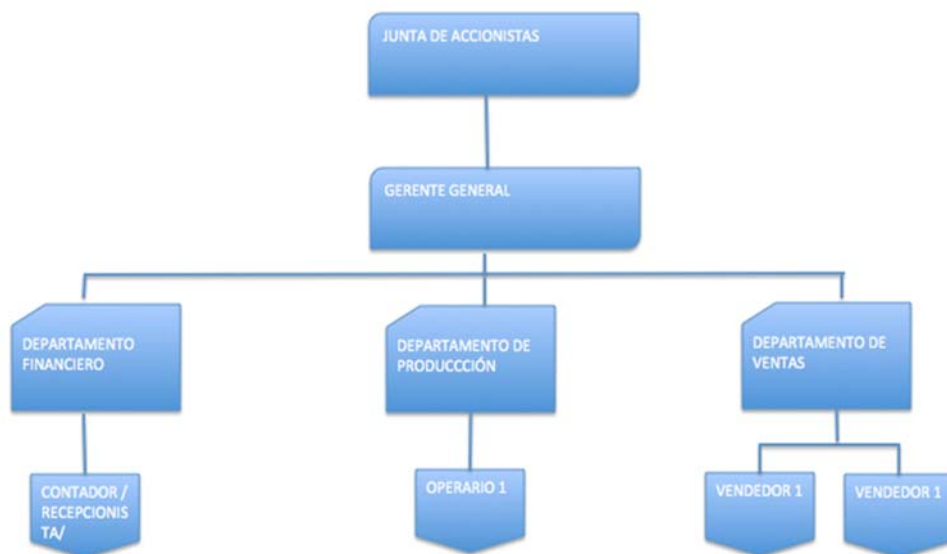 JUNTA DE ACCIONISTAS
GERENTE GENERAL
DEPARTAMENTO
FINANCIERO
DEPARTAMENTO DE
PRODUCCCIÓN
DEPARTAMENTO DE
VENTAS
CONTADOR /
RECEPCIONIS
TA/
OPERARIO 1
VENDEDOR 1
VENDEDOR 1